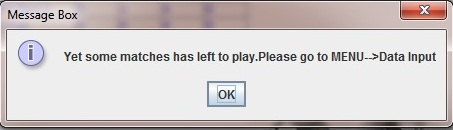 Message Box
Yet some matches has left to play.Please go to MENU-->Data Input
OK